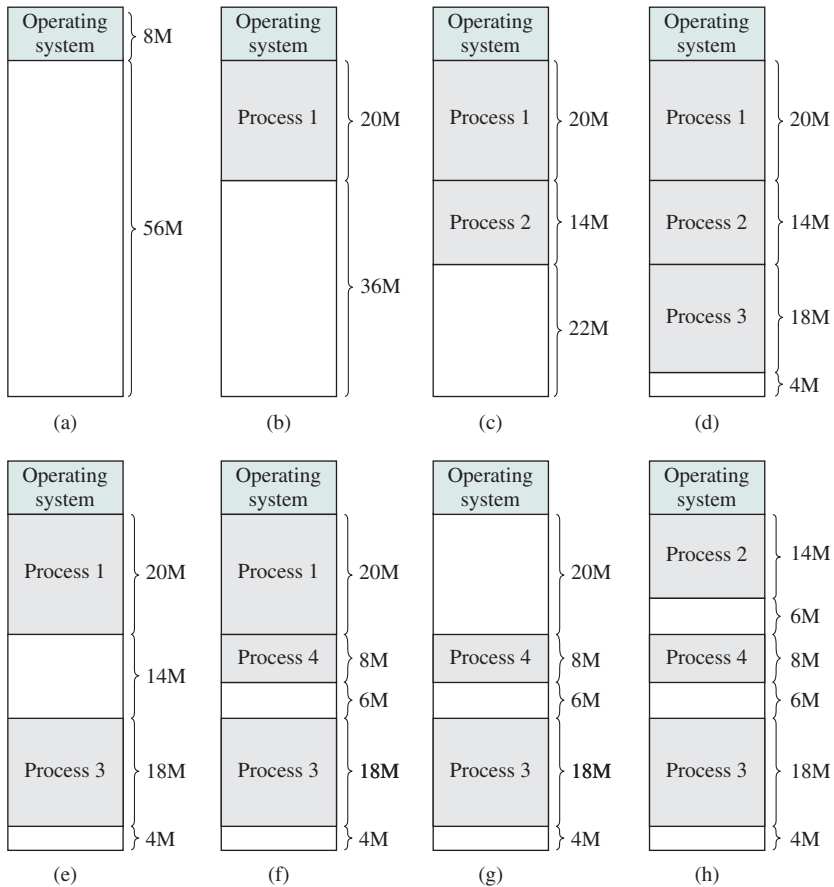 Operating
system
8M
56M
(a)
Operating
system
Process 1
20M
36M
(b)
Operating
system
Process 1
20M
Process 2
14M
22M
(c)
Operating
system
Process 1
20M
Process 2
14M
Process 3
18M
4M
(d)
Operating
system
Process 1
20M
14M
Process 3
18M
4M
(e)
Operating
system
Process 1
20M
Process 4
8M
6M
Process 3
18M
4M
(f)
Operating
system
20M
Process 4
8M
6M
Process 3
18M
4M
(g)
Operating
system
Process 2
14M
6M
Process 4
8M
6M
Process 3
18M
4M
(h)